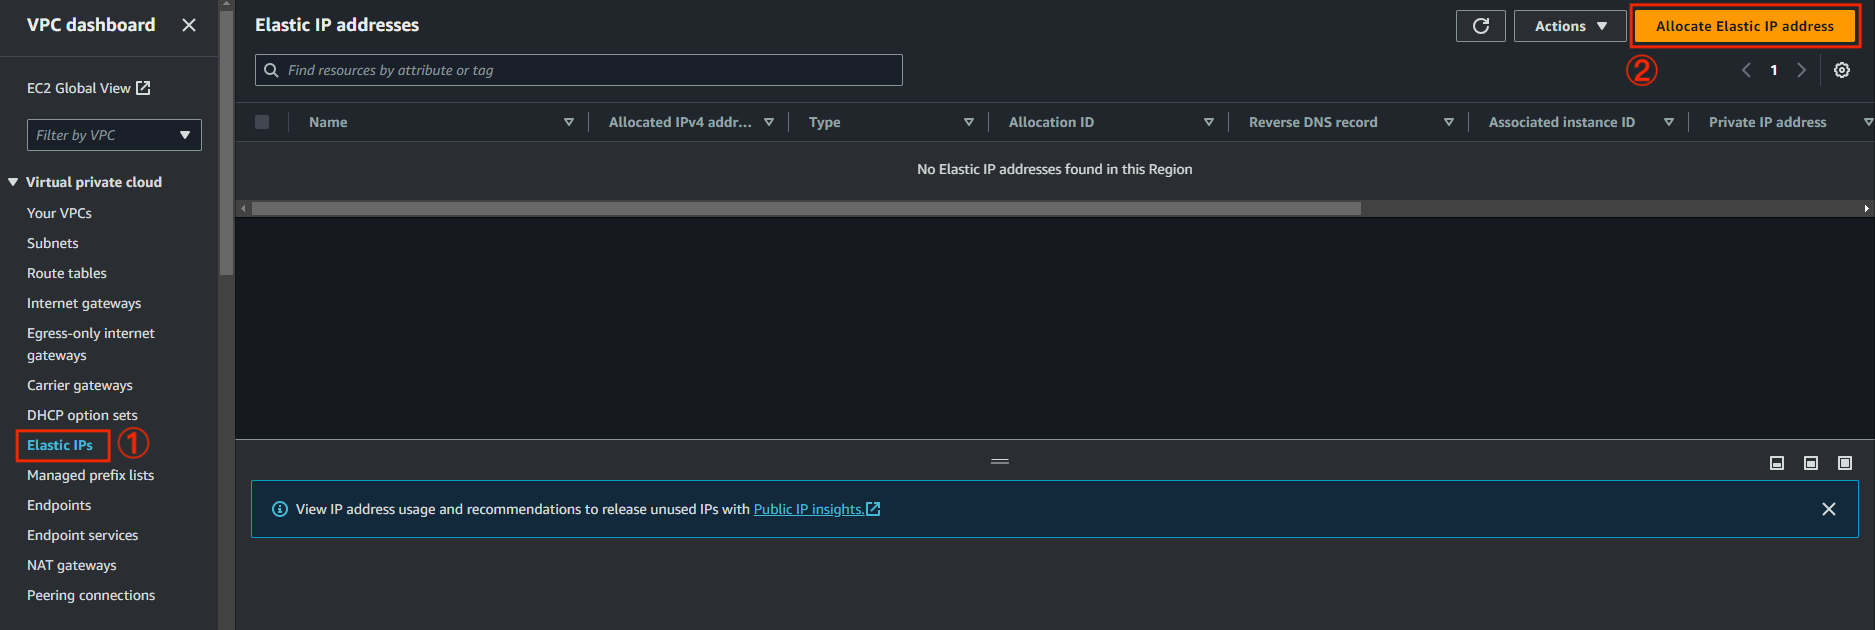 VPC dashboard
EC2 Global View
Filter by VPC
Virtual private cloud
Your VPCs
Subnets
Route tables
Internet gateways
Egress-only internet
gateways
Carrier gateways
DHCP option sets
Elastic IPs ①
Managed prefix lists
Endpoints
Endpoint services
NAT gateways
Peering connections
Elastic IP addresses
Actions
Allocate Elastic IP address
Find resources by attribute or tag
②
1
Name Allocated IPv4 addr... Type Allocation ID Reverse DNS record Associated instance ID Private IP address
No Elastic IP addresses found in this Region
View IP address usage and recommendations to release unused IPs with Public IP insights.